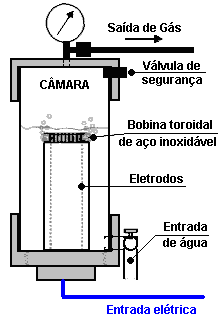 Saída de Gás
CÂMARA
Válvula de
segurança
Bobina toroidal
de aço inoxidável
Eletrodos
Entrada
de água
Entrada elétrica